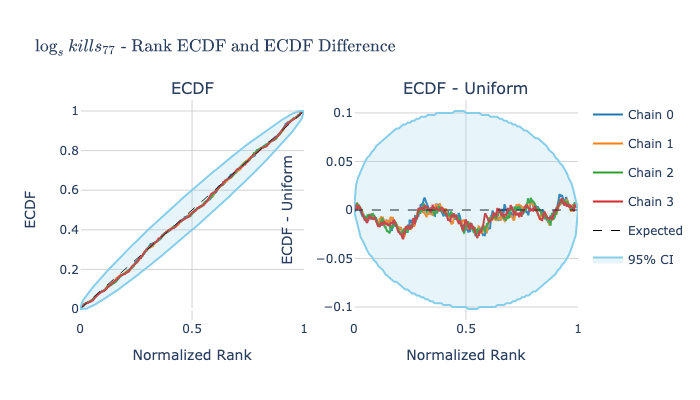 log_s kills_77 - Rank ECDF and ECDF Difference
ECDF
ECDF - Uniform
ECDF
1
0.8
0.6
0.4
0.2
0
0
0.5
1
Normalized Rank
ECDF - Uniform
0.1
0.05
0
−0.05
−0.1
0
0.5
1
Normalized Rank
Chain 0
Chain 1
Chain 2
Chain 3
Expected
95% CI